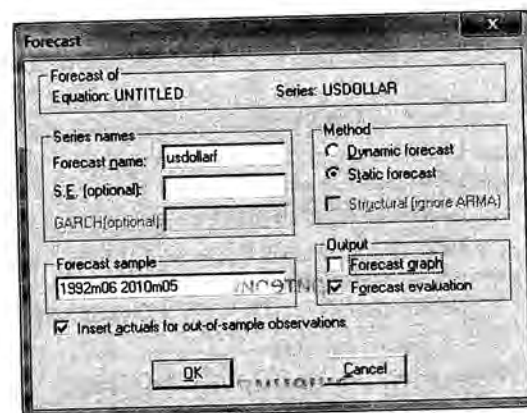 Forecast
Forecast of
Equation: UNTITLED Series: USDOLLAR
Series names
Forecast name: usdollarf
S.E. (optional):
GARCH(optional):
Method
Dynamic forecast
Static forecast
Structural (ignore ARMA)
Forecast sample
1992m06 2010m05
Output
Forecast graph
Forecast evaluation
Insert actuals for out-of-sample observations
OK Cancel